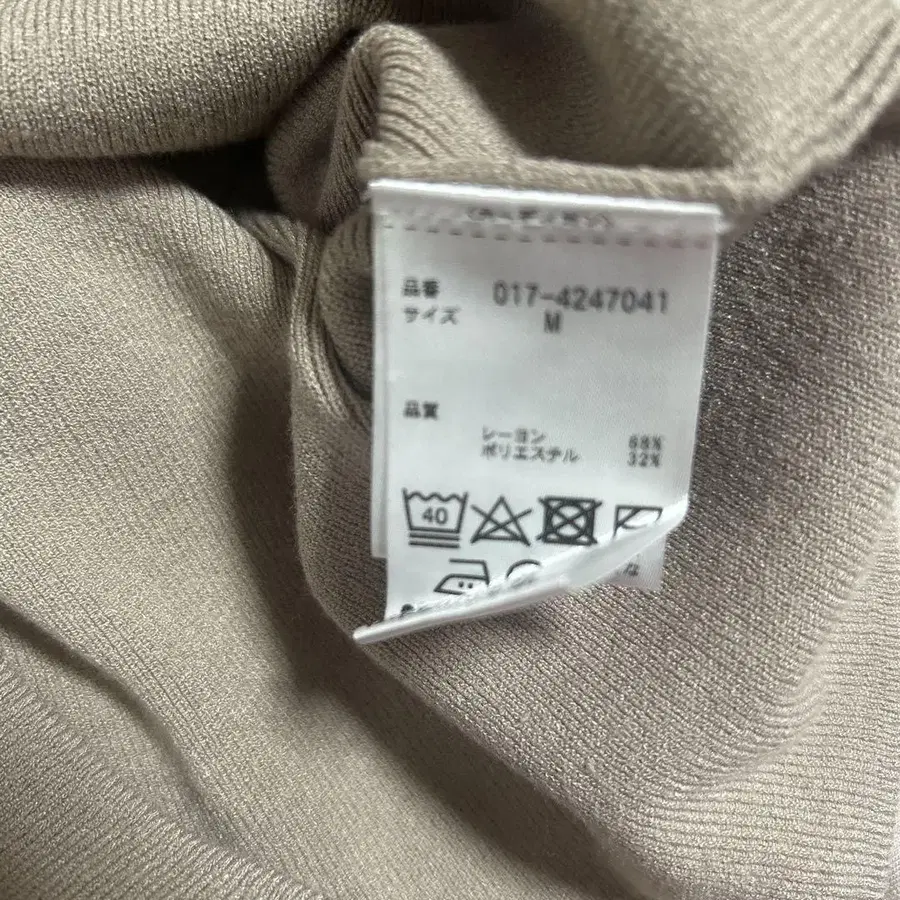 品番 017-4247041
サイズ M
品質
レーヨン 68%
ポリエステル 32%
40
な